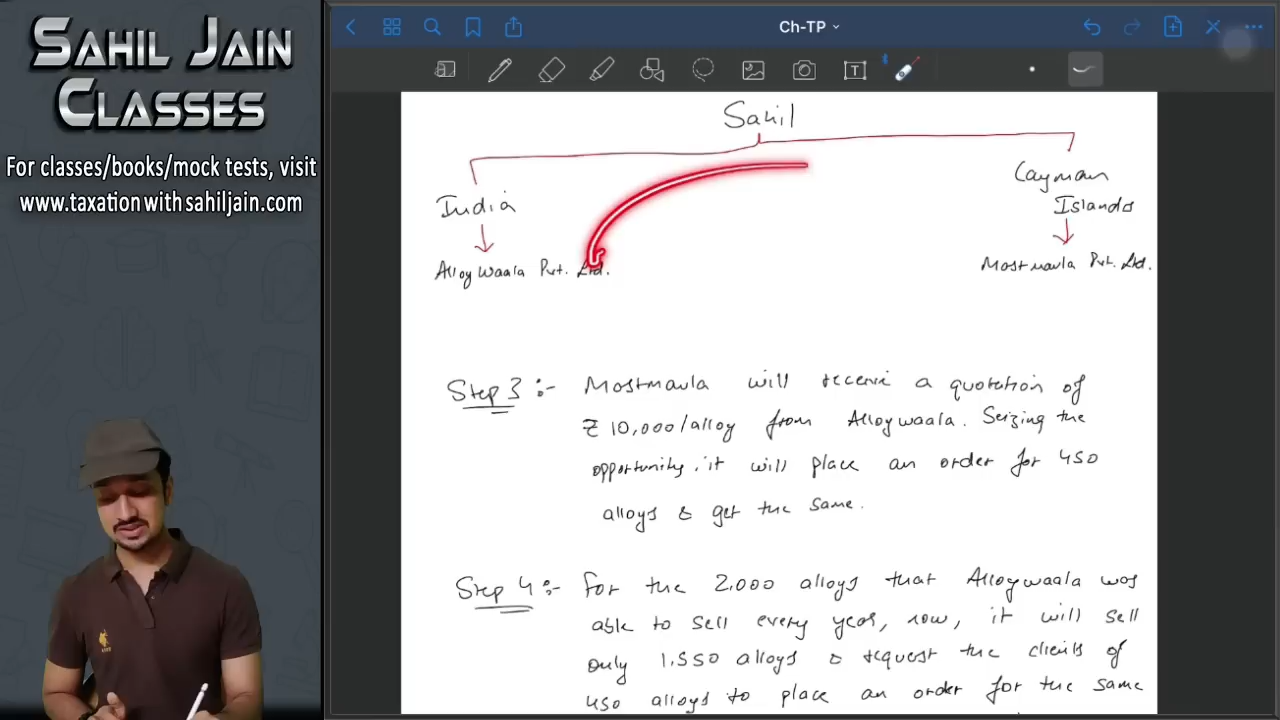 SAHIL JAIN
CLASSES
For classes/books/mock tests, visit
www.taxationwithsahiljain.com
Ch-TP
Sahil
India
Cayman
Islands
Alloywaala Pvt. Ltd.
Mostmaula Pvt. Ltd.
Step 3 :- Mostmaula will receive a quotation of
₹10,000/alloy from Alloywaala. Seizing the
opportunity, it will place an order for 450
alloys & get the same.
Step 4 :- For the 2,000 alloys that Alloywaala was
able to sell every year, now, it will sell
only 1,550 alloys & request the clients of
450 alloys to place an order for the same